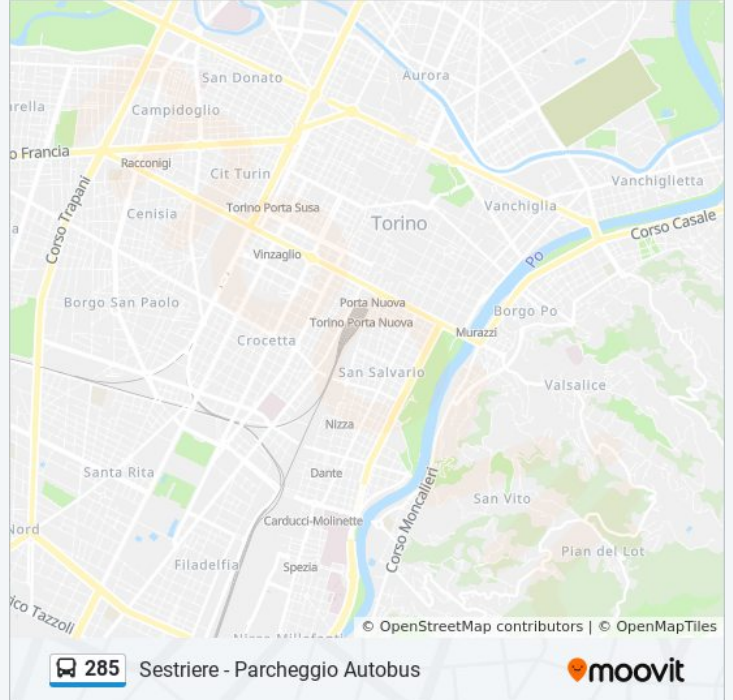 San Donato
Aurora
arella
Campidoglio
o Francia
Racconigi
Cit Turin
Vanchiglietta
Corso Trapani
Cenisia
Torino Porta Susa
Vanchiglia
Torino
Corso Casale
a
Vinzaglio
Po
Borgo San Paolo
Porta Nuova
Borgo Po
Torino Porta Nuova
Murazzi
Crocetta
San Salvario
Valsalice
Nizza
Santa Rita
Dante
Corso Moncalieri
San Vito
Nord
Carducci-Molinette
Pian del Lot
Filadelfia
Spezia
ico Tazzoli
© OpenStreetMap contributors | © OpenMapTiles
285 Sestriere - Parcheggio Autobus
moovit